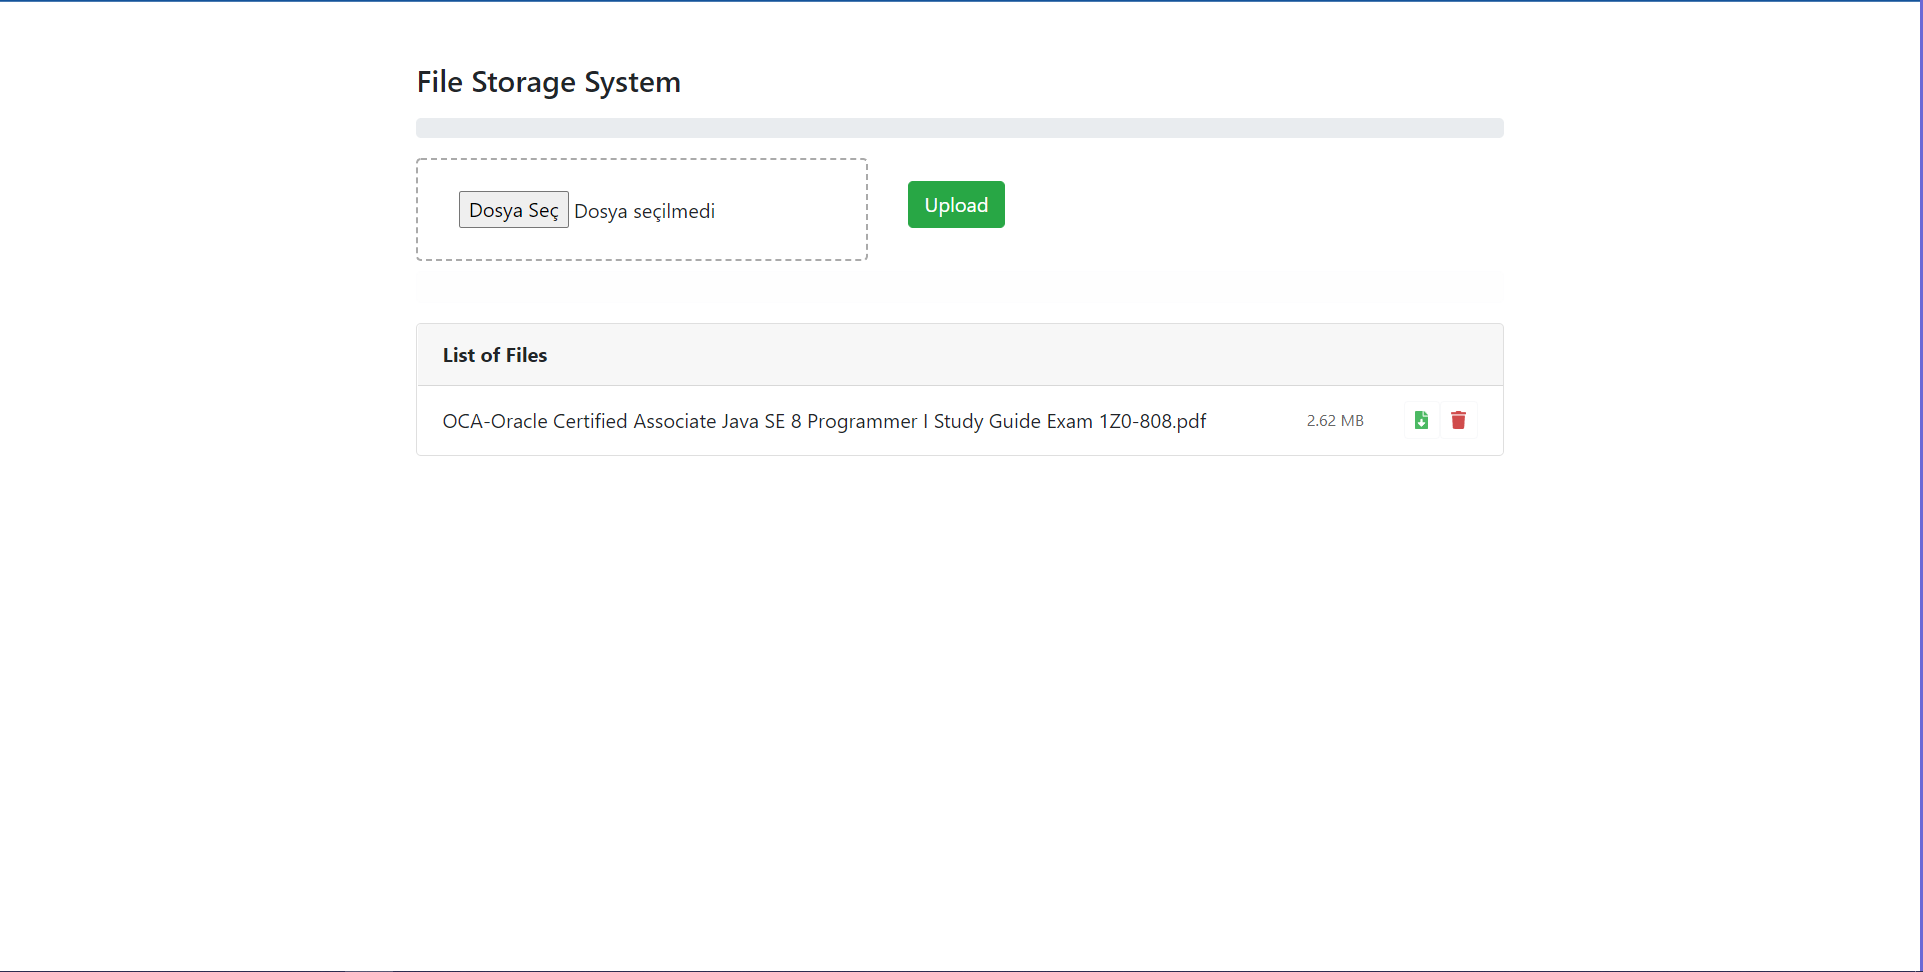 File Storage System
Dosya Seç Dosya seçilmedi
Upload
List of Files
OCA-Oracle Certified Associate Java SE 8 Programmer I Study Guide Exam 1Z0-808.pdf 2.62 MB